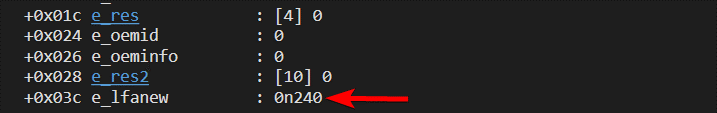 +0x01c e_res : [4] 0
+0x024 e_oemid : 0
+0x026 e_oeminfo : 0
+0x028 e_res2 : [10] 0
+0x03c e_lfanew : 0n240